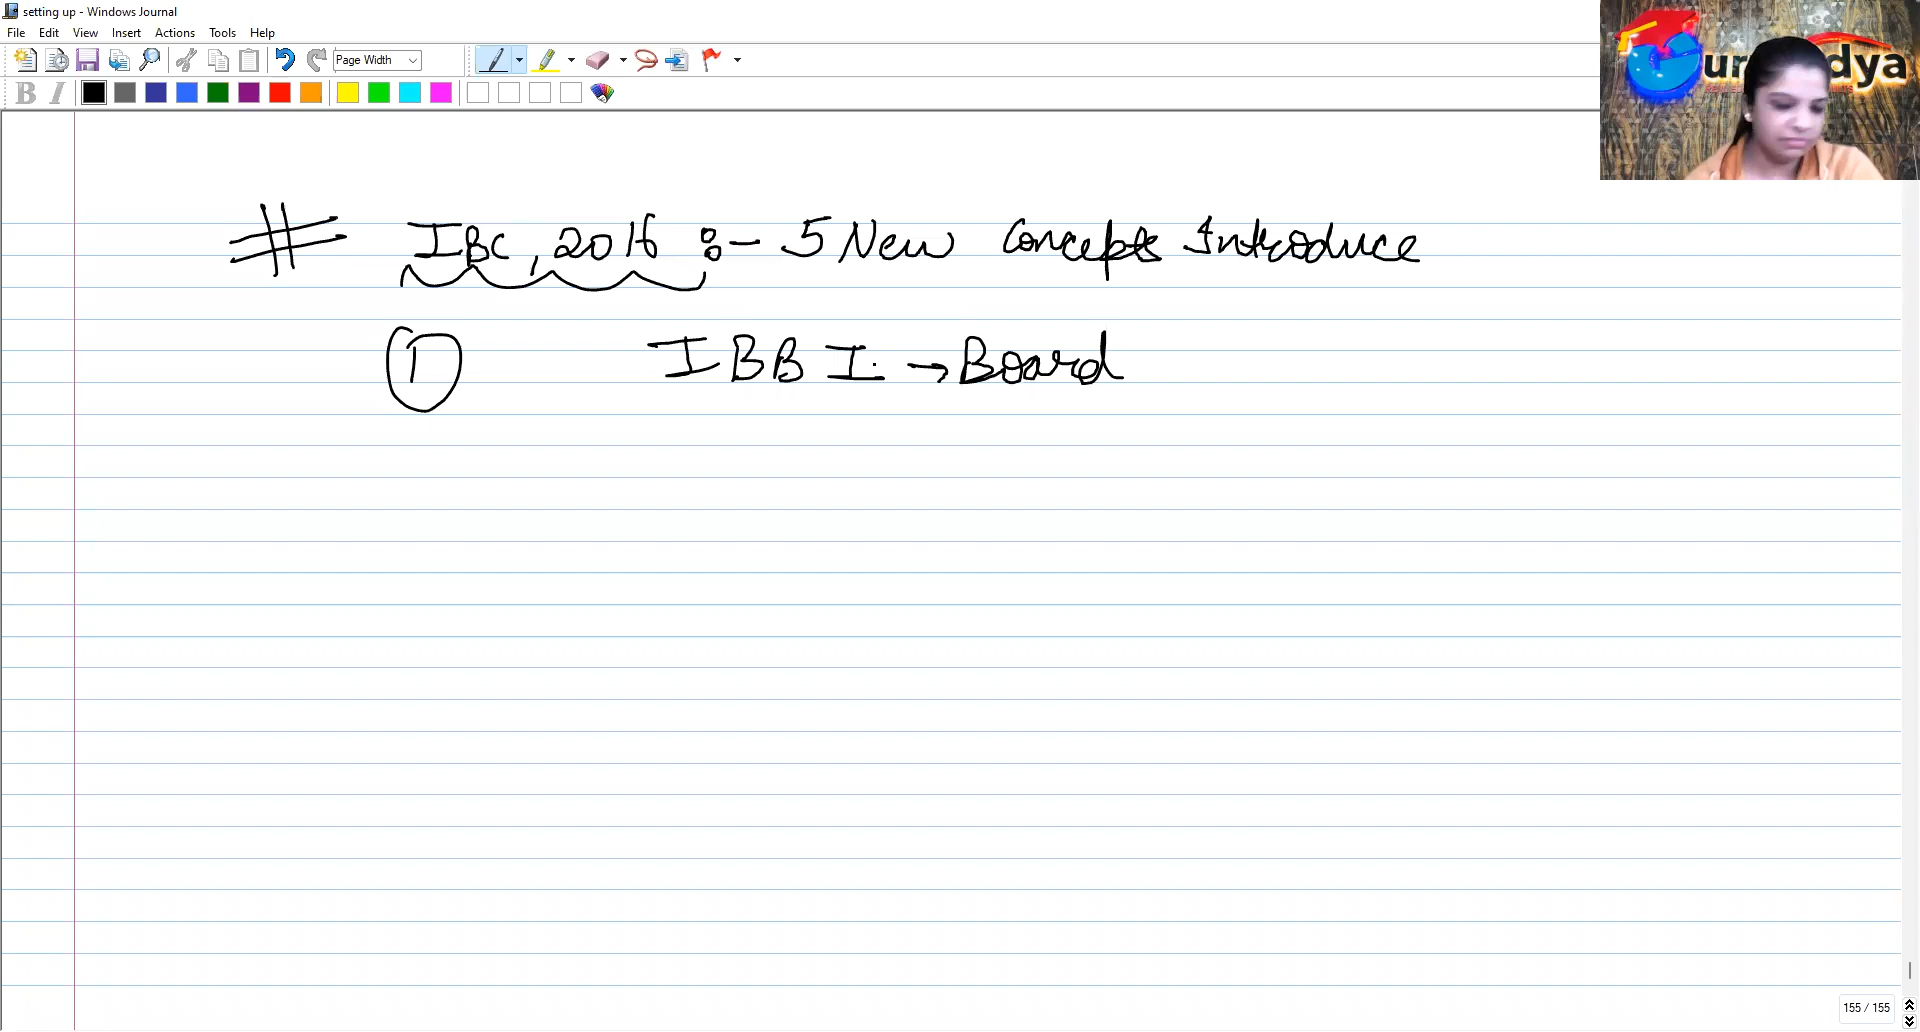 setting up - Windows Journal
File Edit View Insert Actions Tools Help
Page Width
B I
# IBC, 2016 :- 5 New Concepts Introduce
① IBBI. → Board
155 / 155